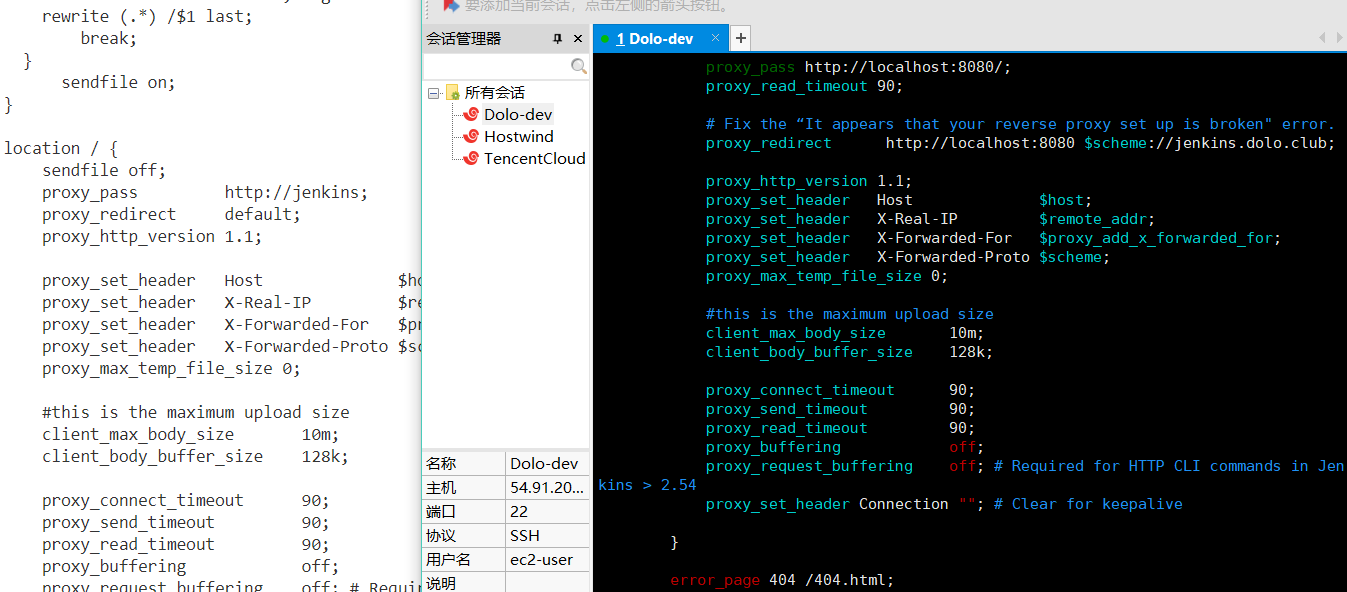 rewrite (.*) /$1 last;
break;
}
sendfile on;
}
location / {
sendfile off;
proxy_pass http://jenkins;
proxy_redirect default;
proxy_http_version 1.1;
proxy_set_header Host
proxy_set_header X-Real-IP
proxy_set_header X-Forwarded-For
proxy_set_header X-Forwarded-Proto
proxy_max_temp_file_size 0;
#this is the maximum upload size
client_max_body_size 10m;
client_body_buffer_size 128k;
proxy_connect_timeout 90;
proxy_send_timeout 90;
proxy_read_timeout 90;
proxy_buffering off;
proxy_request_buffering off; #
要添加当前会话，点击左侧的箭头按钮。
会话管理器
所有会话
Dolo-dev
Hostwind
TencentCloud
名称 Dolo-dev
主机 54.91.20...
端口 22
协议 SSH
用户名 ec2-user
说明
1 Dolo-dev × +
proxy_pass http://localhost:8080/;
proxy_read_timeout 90;
# Fix the “It appears that your reverse proxy set up is broken" error.
proxy_redirect http://localhost:8080 $scheme://jenkins.dolo.club;
proxy_http_version 1.1;
proxy_set_header Host $host;
proxy_set_header X-Real-IP $remote_addr;
proxy_set_header X-Forwarded-For $proxy_add_x_forwarded_for;
proxy_set_header X-Forwarded-Proto $scheme;
proxy_max_temp_file_size 0;
#this is the maximum upload size
client_max_body_size 10m;
client_body_buffer_size 128k;
proxy_connect_timeout 90;
proxy_send_timeout 90;
proxy_read_timeout 90;
proxy_buffering off;
proxy_request_buffering off; # Required for HTTP CLI commands in Jen
kins > 2.54
proxy_set_header Connection ""; # Clear for keepalive
}
error_page 404 /404.html;